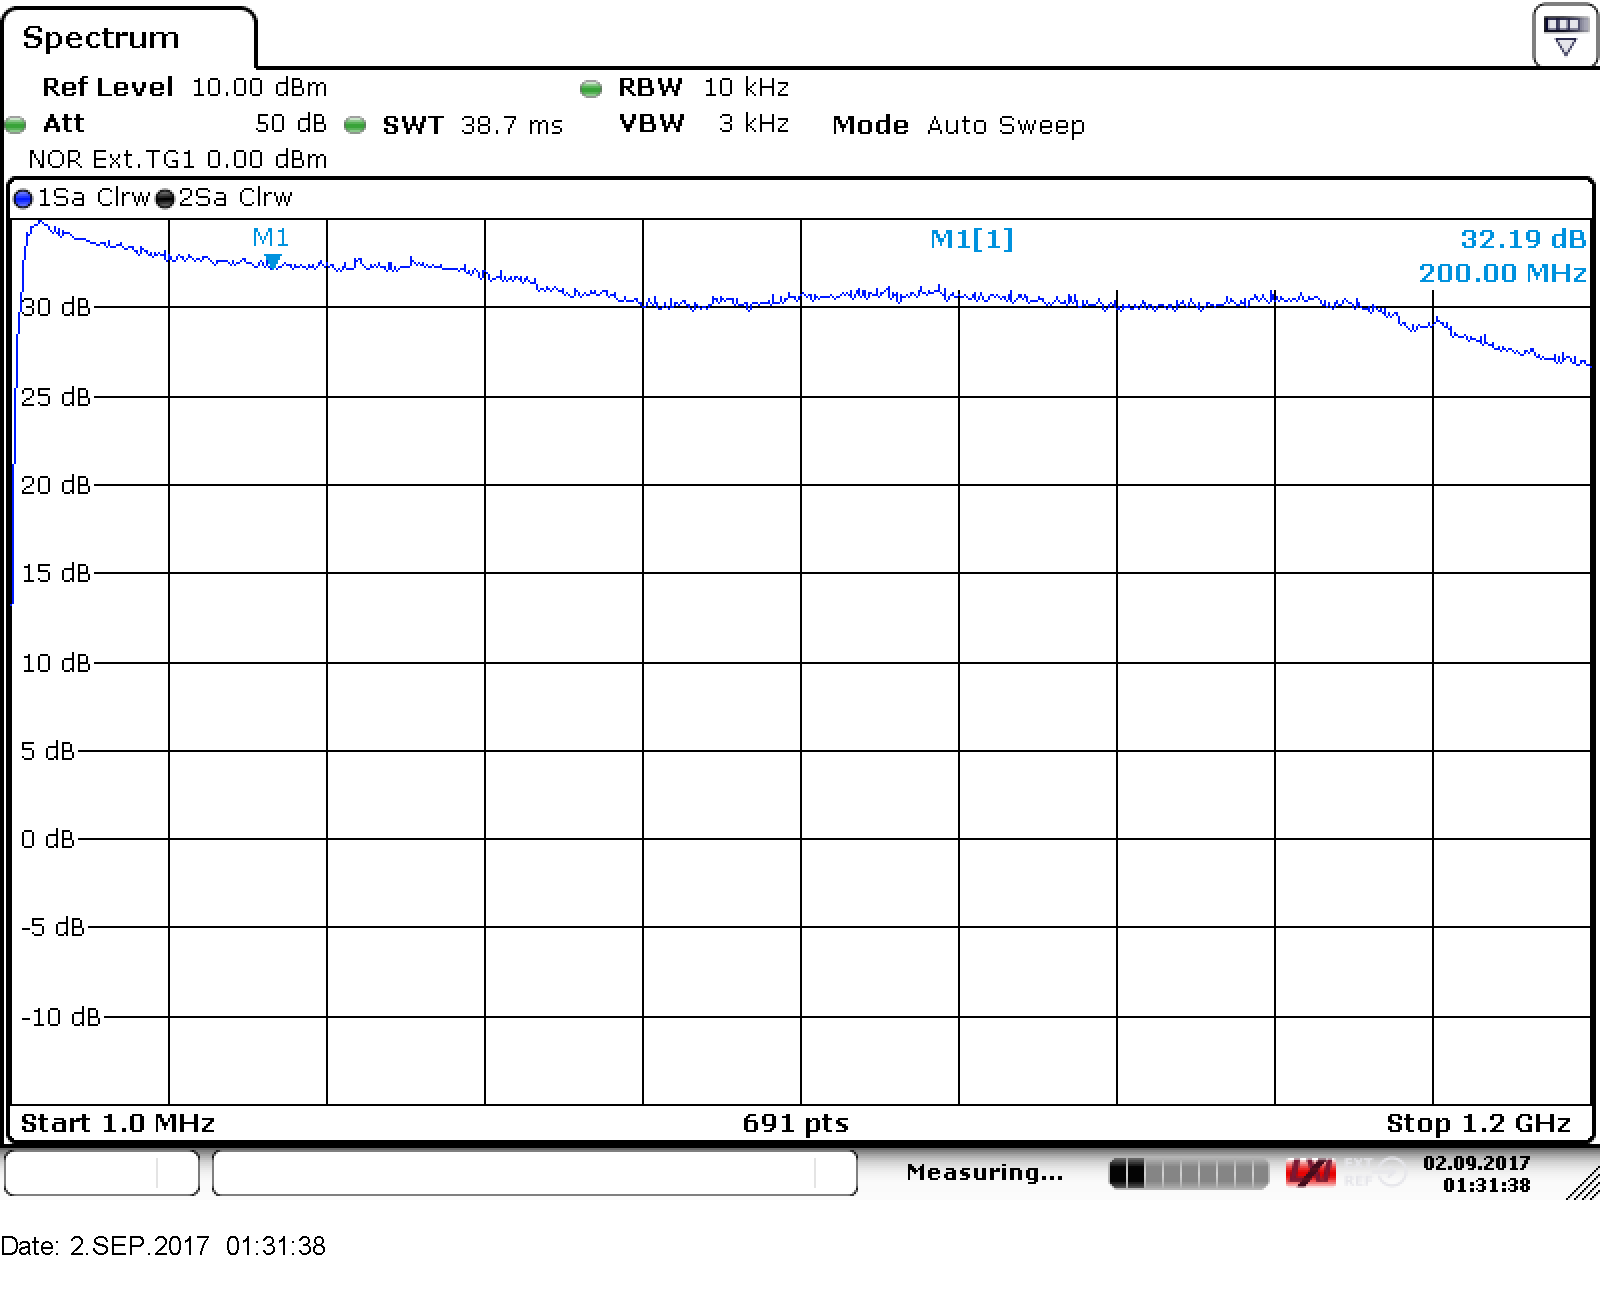 Spectrum
Ref Level 10.00 dBm RBW 10 kHz
Att 50 dB SWT 38.7 ms VBW 3 kHz Mode Auto Sweep
NOR Ext.TG1 0.00 dBm
1Sa Clrw 2Sa Clrw
M1 M1[1] 32.19 dB
200.00 MHz
30 dB
25 dB
20 dB
15 dB
10 dB
5 dB
0 dB
-5 dB
-10 dB
Start 1.0 MHz 691 pts Stop 1.2 GHz
Measuring... LXI EXT REF 02.09.2017
01:31:38
Date: 2.SEP.2017 01:31:38